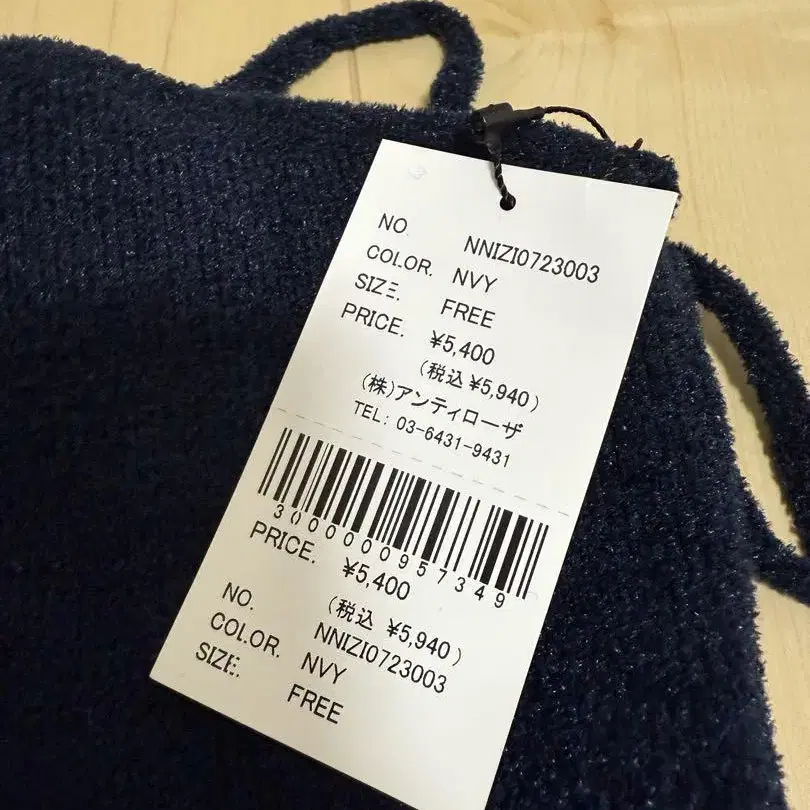 NO. NNIZI0723003
COLOR. NVY
SIZE. FREE
PRICE. ¥5,400
(税込 ¥5,940)
(株)アンティローザ
TEL: 03-6431-9431
3000000957349
PRICE. ¥5,400
(税込 ¥5,940)
NO. NNIZI0723003
COLOR. NVY
SIZE. FREE